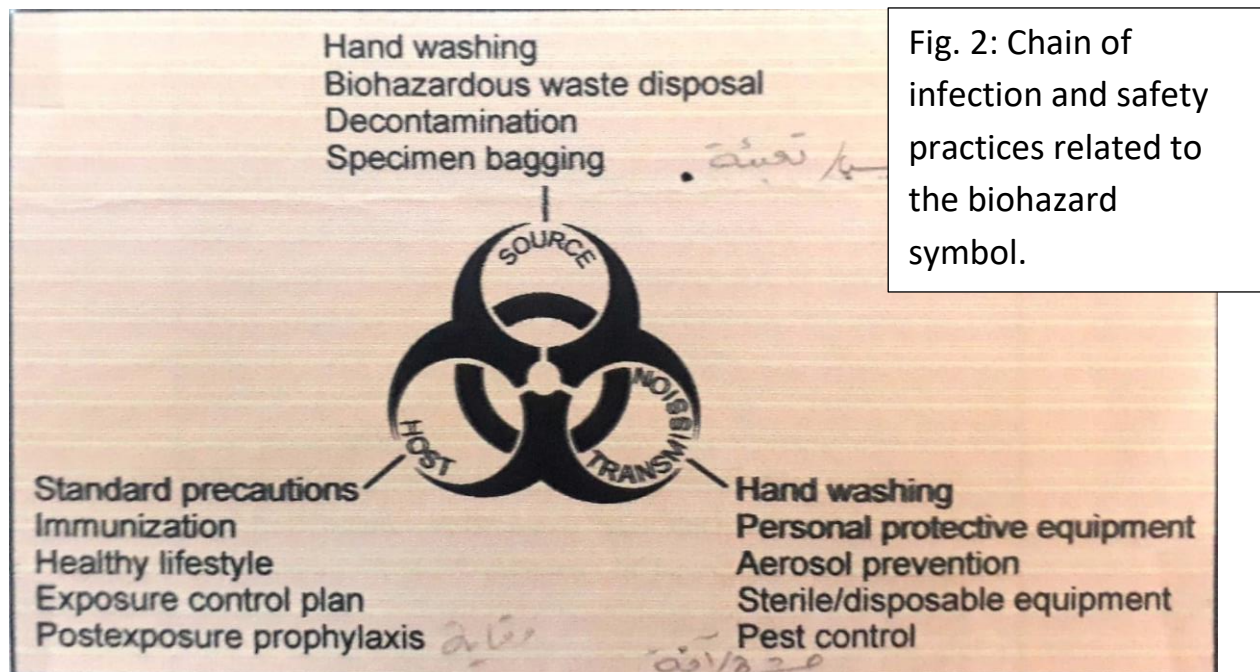 Hand washing
Biohazardous waste disposal
Decontamination
Specimen bagging
تعبئة
Fig. 2: Chain of
infection and safety
practices related to
the biohazard
symbol.
SOURCE
HOST
TRANSMISSION
Standard precautions
Immunization
Healthy lifestyle
Exposure control plan
Postexposure prophylaxis
وقاية
Hand washing
Personal protective equipment
Aerosol prevention
Sterile/disposable equipment
Pest control